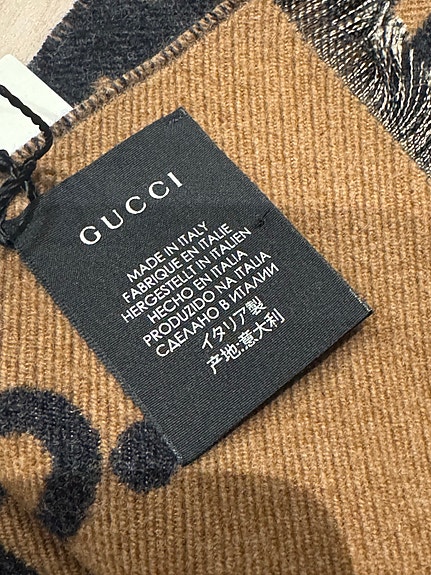 GUCCI
MADE IN ITALY
FABRIQUE EN ITALIE
HERGESTELLT IN ITALIEN
HECHO EN ITALIA
PRODUZIDO NA ITALIA
СДЕЛАНО В ИТАЛИИ
イタリア製
产地:意大利